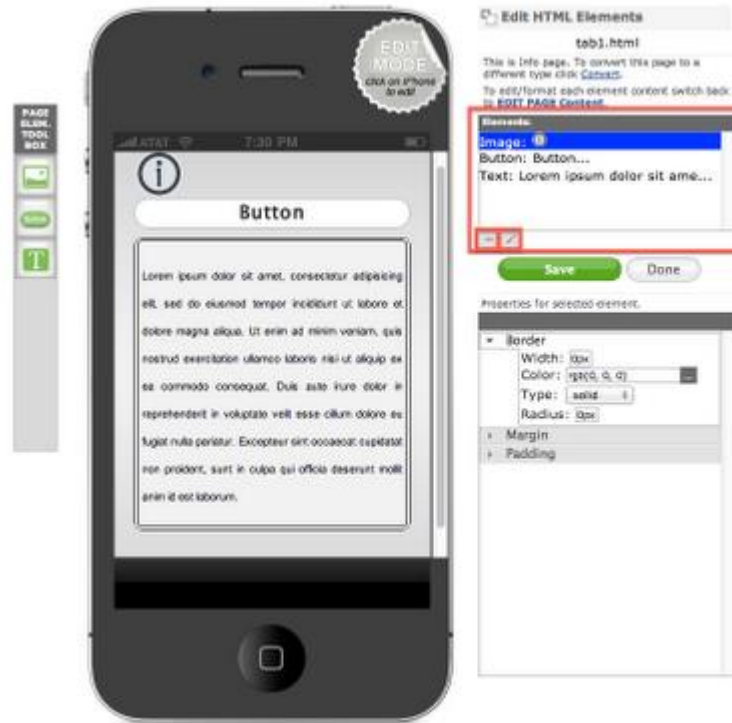 PAGE
ELEM.
TOOL
BOX
T
EDIT
MODE
click on iPhone
to edit
AT&T
7:30 PM
Button
Lorem ipsum dolor sit amet, consectetur adipisicing
elit, sed do eiusmod tempor incididunt ut labore et
dolore magna aliqua. Ut enim ad minim veniam, quis
nostrud exercitation ullamco laboris nisi ut aliquip ex
ea commodo consequat. Duis aute irure dolor in
reprehenderit in voluptate velit esse cillum dolore eu
fugiat nulla pariatur. Excepteur sint occaecat cupidatat
non proident, sunt in culpa qui officia deserunt mollit
anim id est laborum.
Edit HTML Elements
tab1.html
This is Info page. To convert this page to a
different type click Convert.
To edit/format each element content switch back
to EDIT PAGE Content.
Elements
Image:
Button: Button...
Text: Lorem ipsum dolor sit ame...
Save
Done
Properties for selected element.
Border
Width: 0px
Color: rgb(0, 0, 0)
Type: solid
Radius: 0px
Margin
Padding